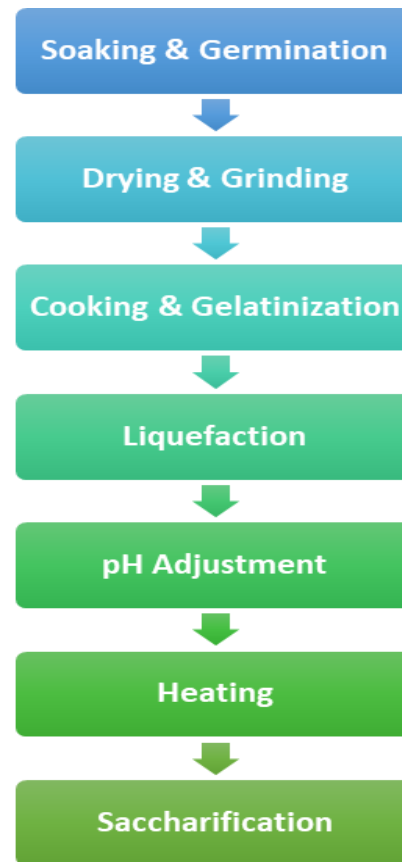 Soaking & Germination
Drying & Grinding
Cooking & Gelatinization
Liquefaction
pH Adjustment
Heating
Saccharification